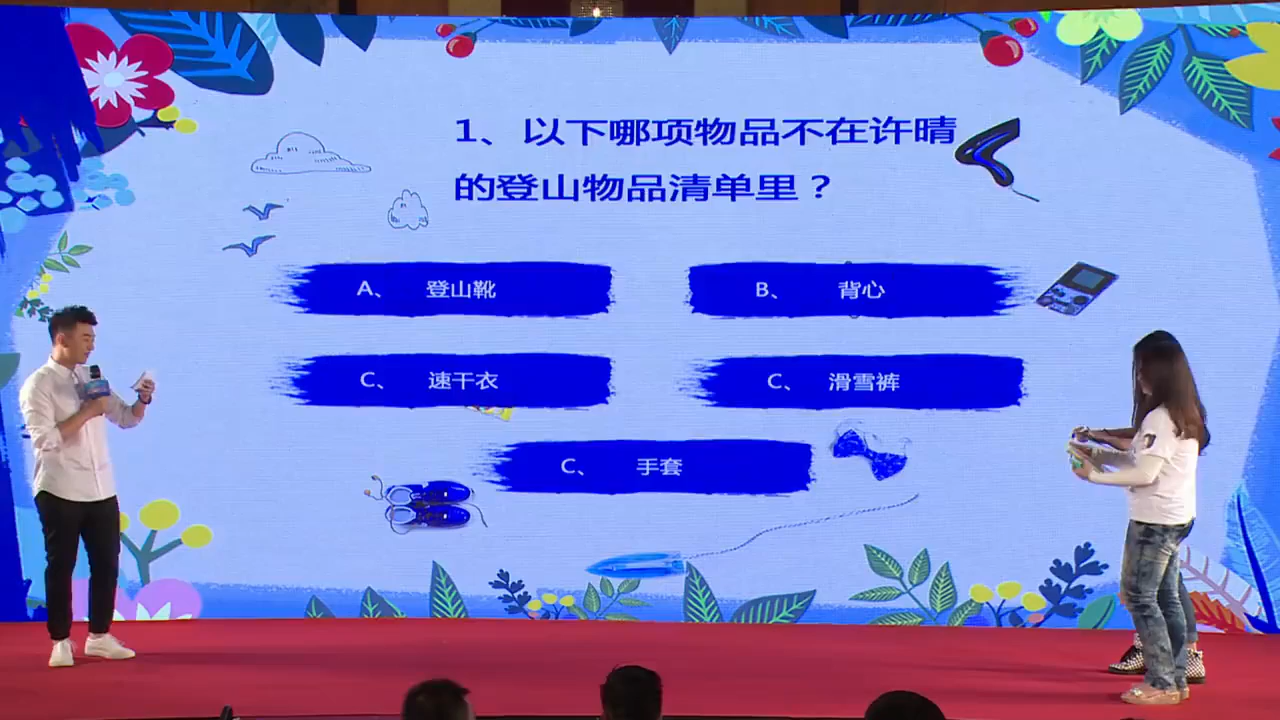 1、以下哪项物品不在许晴
的登山物品清单里？
A、 登山靴
B、 背心
C、 速干衣
C、 滑雪裤
C、 手套